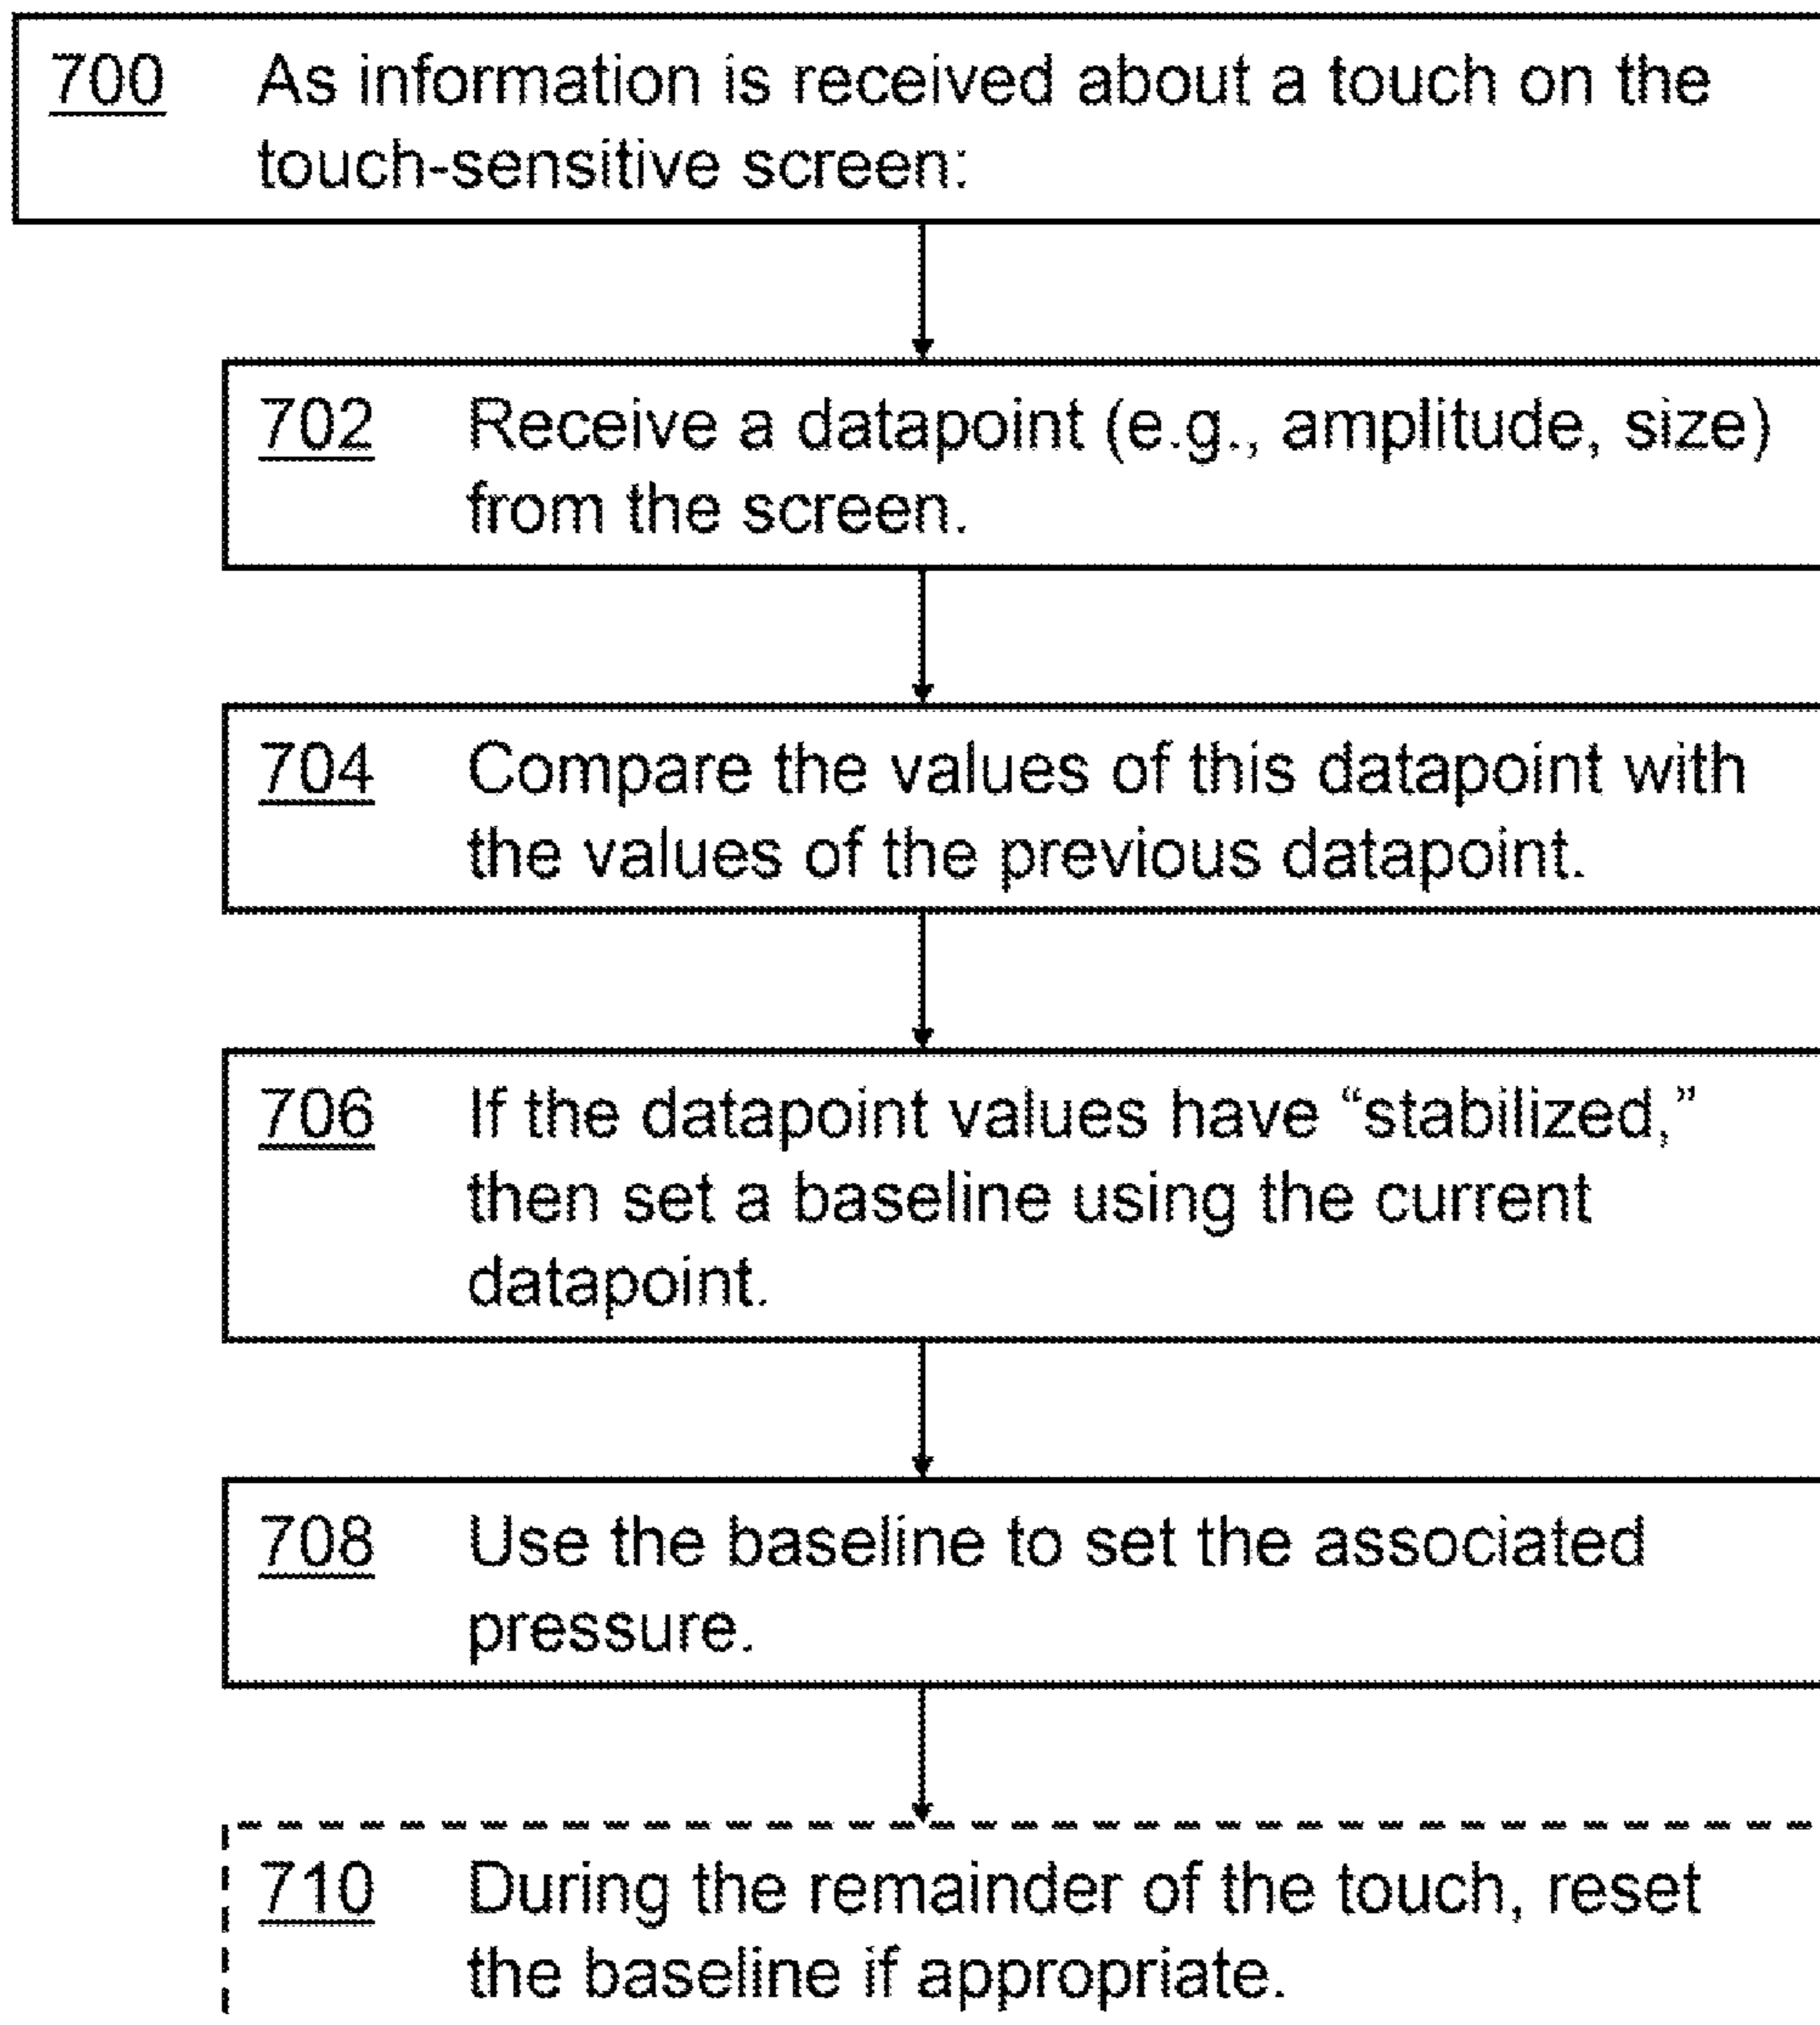 700 As information is received about a touch on the
touch-sensitive screen:
702 Receive a datapoint (e.g., amplitude, size)
from the screen.
704 Compare the values of this datapoint with
the values of the previous datapoint.
706 If the datapoint values have “stabilized,”
then set a baseline using the current
datapoint.
708 Use the baseline to set the associated
pressure.
710 During the remainder of the touch, reset
the baseline if appropriate.